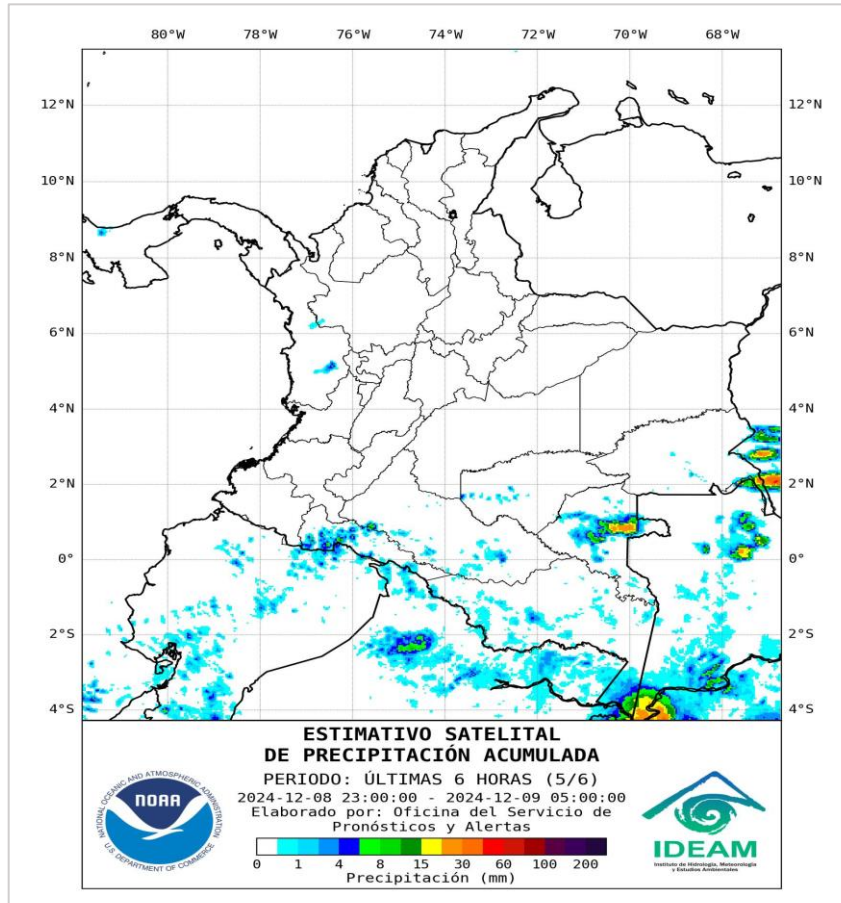 80°W 78°W 76°W 74°W 72°W 70°W 68°W
12°N 12°N
10°N 10°N
8°N 8°N
6°N 6°N
4°N 4°N
2°N 2°N
0° 0°
2°S 2°S
4°S 4°S
ESTIMATIVO SATELITAL
DE PRECIPITACIÓN ACUMULADA
PERIODO: ÚLTIMAS 6 HORAS (5/6)
2024-12-08 23:00:00 - 2024-12-09 05:00:00
Elaborado por: Oficina del Servicio de
Pronósticos y Alertas
0 1 4 8 15 30 60 100 200
Precipitación (mm)
NATIONAL OCEANIC AND ATMOSPHERIC ADMINISTRATION
NOAA
U.S. DEPARTMENT OF COMMERCE
IDEAM
Instituto de Hidrología, Meteorología
y Estudios Ambientales